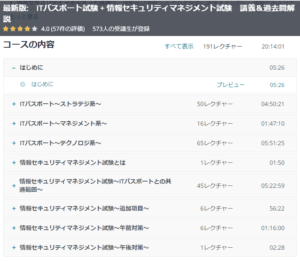 最新版: ITパスポート試験 + 情報セキュリティマネジメント試験 講義&過去問解説
4.0 (57件の評価) 573人の受講生が登録
コースの内容
すべて表示 191レクチャー 20:14:01
− はじめに 05:26
はじめに プレビュー 05:26
+ ITパスポート〜ストラテジ系〜 50レクチャー 04:50:21
+ ITパスポート〜マネジメント系〜 16レクチャー 01:47:10
+ ITパスポート〜テクノロジ系〜 65レクチャー 05:51:25
+ 情報セキュリティマネジメント試験とは 1レクチャー 01:50
+ 情報セキュリティマネジメント試験〜ITパスポートとの共通範囲〜 45レクチャー 05:22:59
+ 情報セキュリティマネジメント試験〜追加項目〜 6レクチャー 56:22
+ 情報セキュリティマネジメント試験〜午前対策〜 6レクチャー 01:16:00
+ 情報セキュリティマネジメント試験〜午後対策〜 1レクチャー 02:28